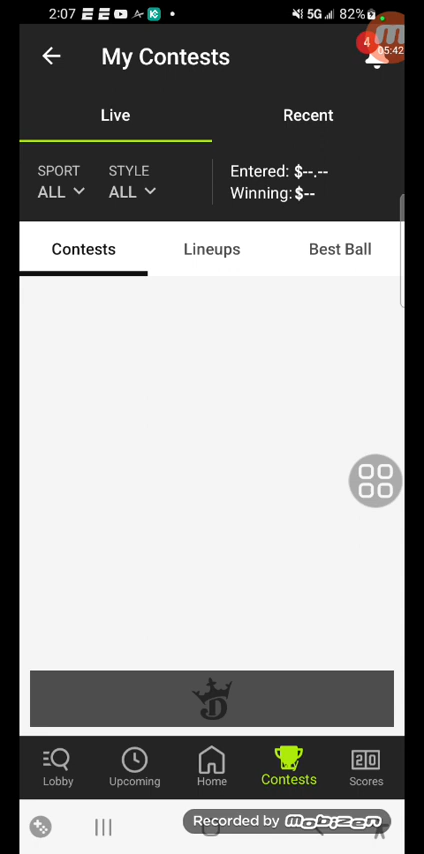 2:07 5G 82%
My Contests
4
05:42
Live Recent
SPORT STYLE
ALL ALL
Entered: $--.--
Winning: $--
Contests Lineups Best Ball
Lobby Upcoming Home Contests Scores
Recorded by mobizen